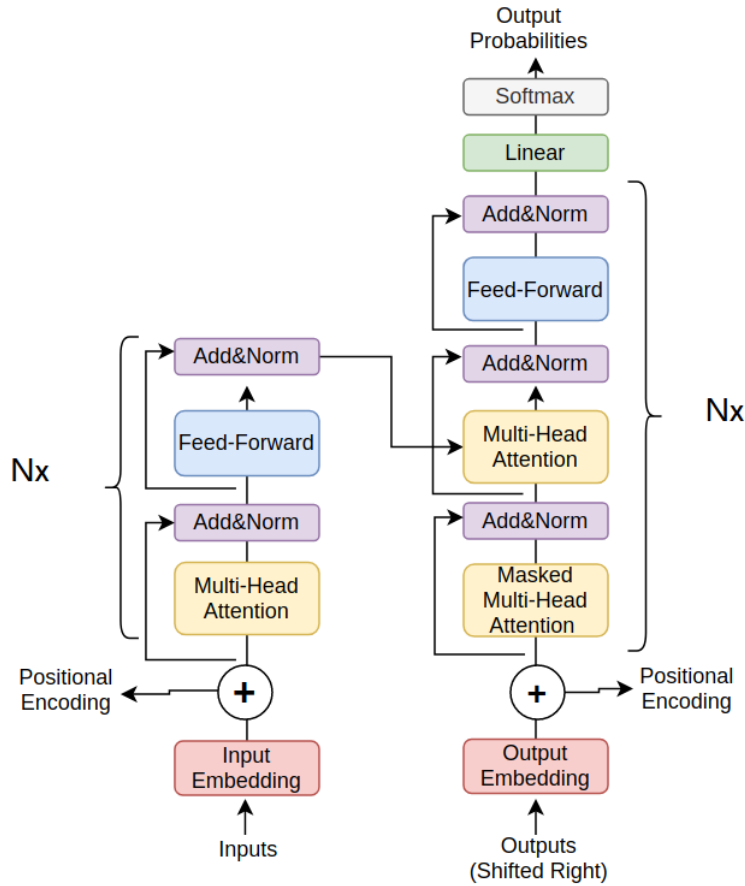 Output
Probabilities
Softmax
Linear
Add&Norm
Feed-Forward
Add&Norm
Multi-Head
Attention
Add&Norm
Masked
Multi-Head
Attention
Nx
Positional
Encoding
Output
Embedding
Outputs
(Shifted Right)
Add&Norm
Feed-Forward
Nx
Add&Norm
Multi-Head
Attention
Positional
Encoding
Input
Embedding
Inputs
+
+